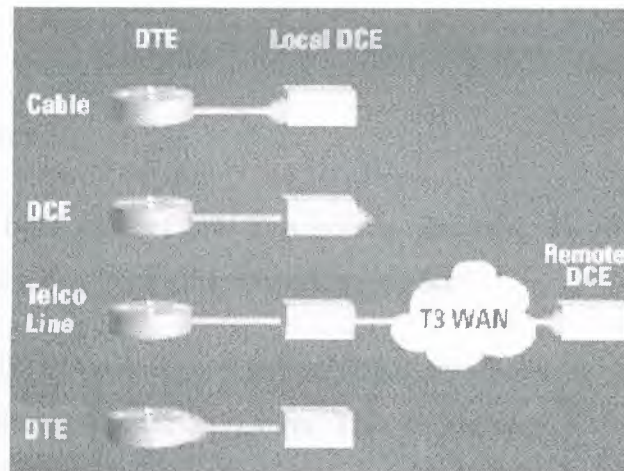 DTE Local DCE
Cable
DCE
Telco
Line
T3 WAN
Remote
DCE
DTE